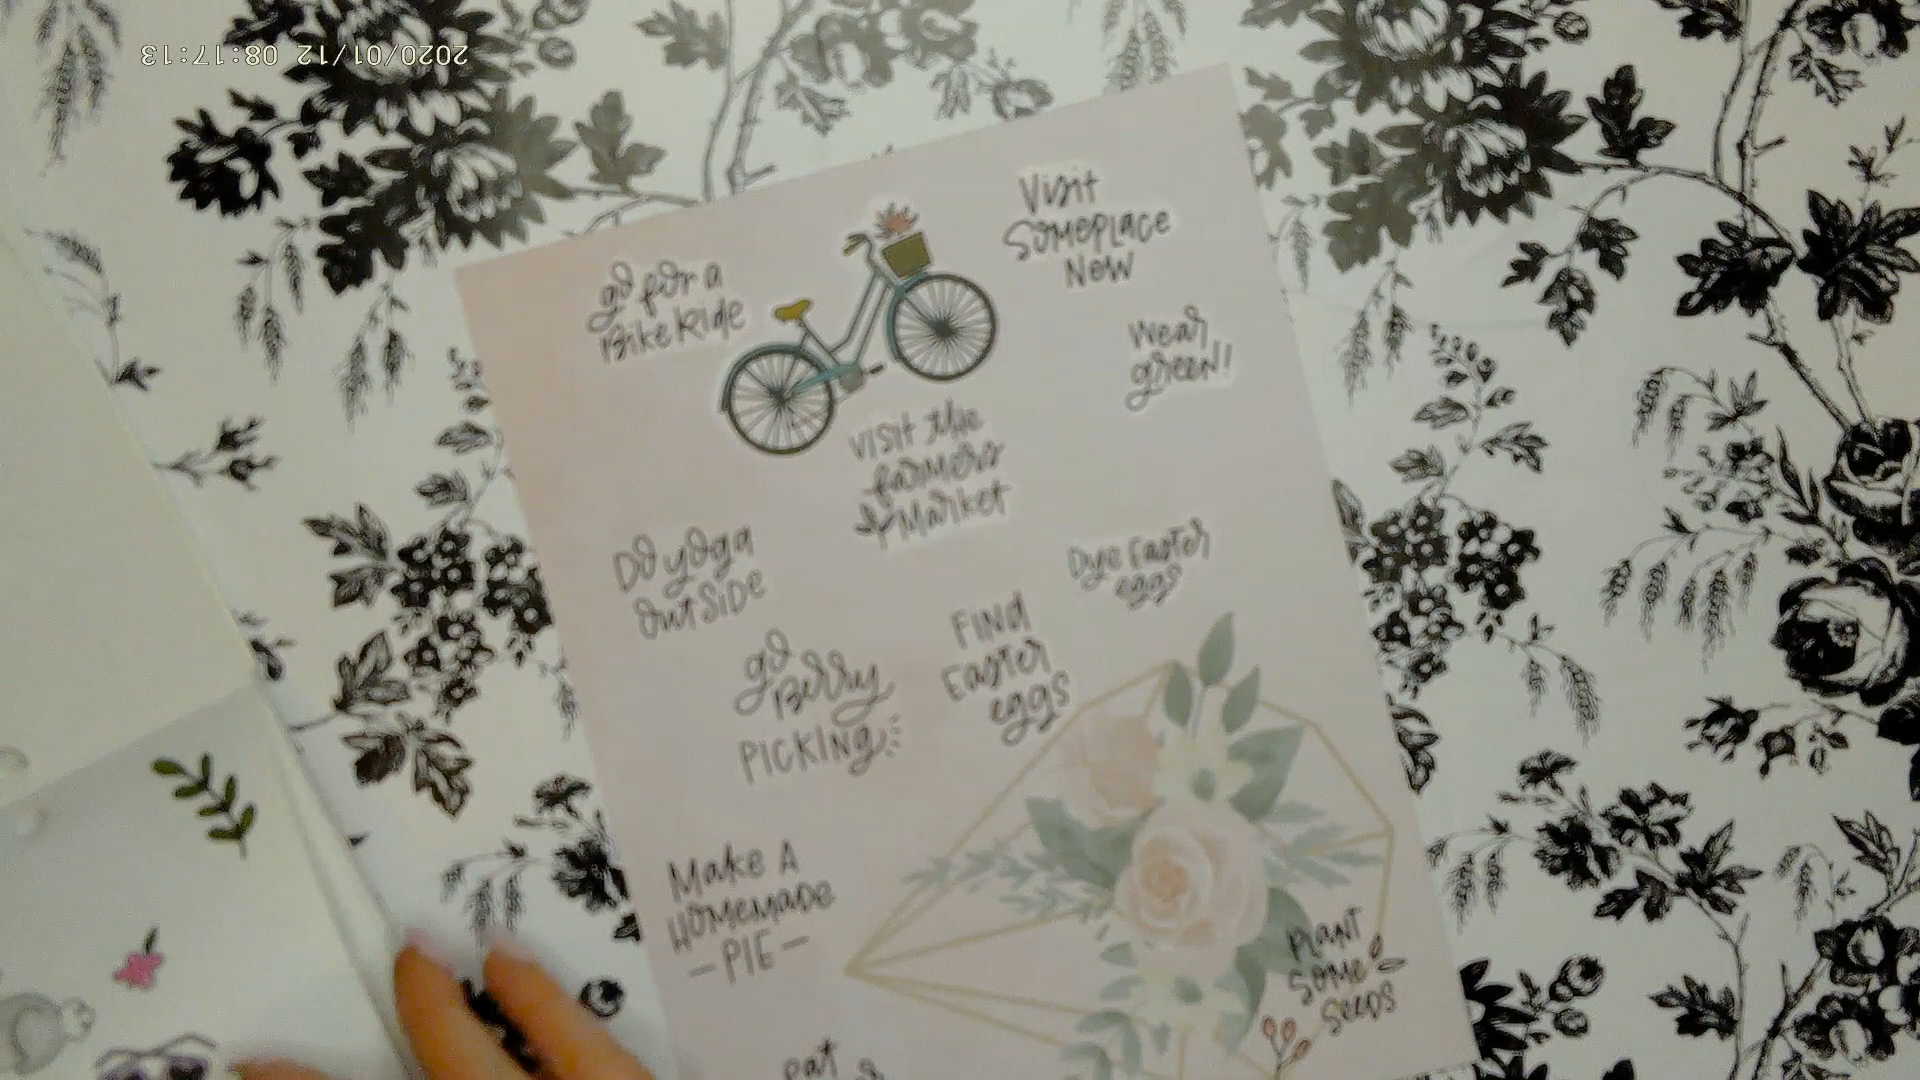 2020/01/12 08:17:13
go for a
Bike Ride
Visit
Someplace
New
Wear
green!
Visit the
farmers
Market
Do yoga
outside
Dye Easter
eggs
go
Berry
Picking
Find
Easter
eggs
Make A
Homemade
- Pie -
Plant
Some
Seeds
eat